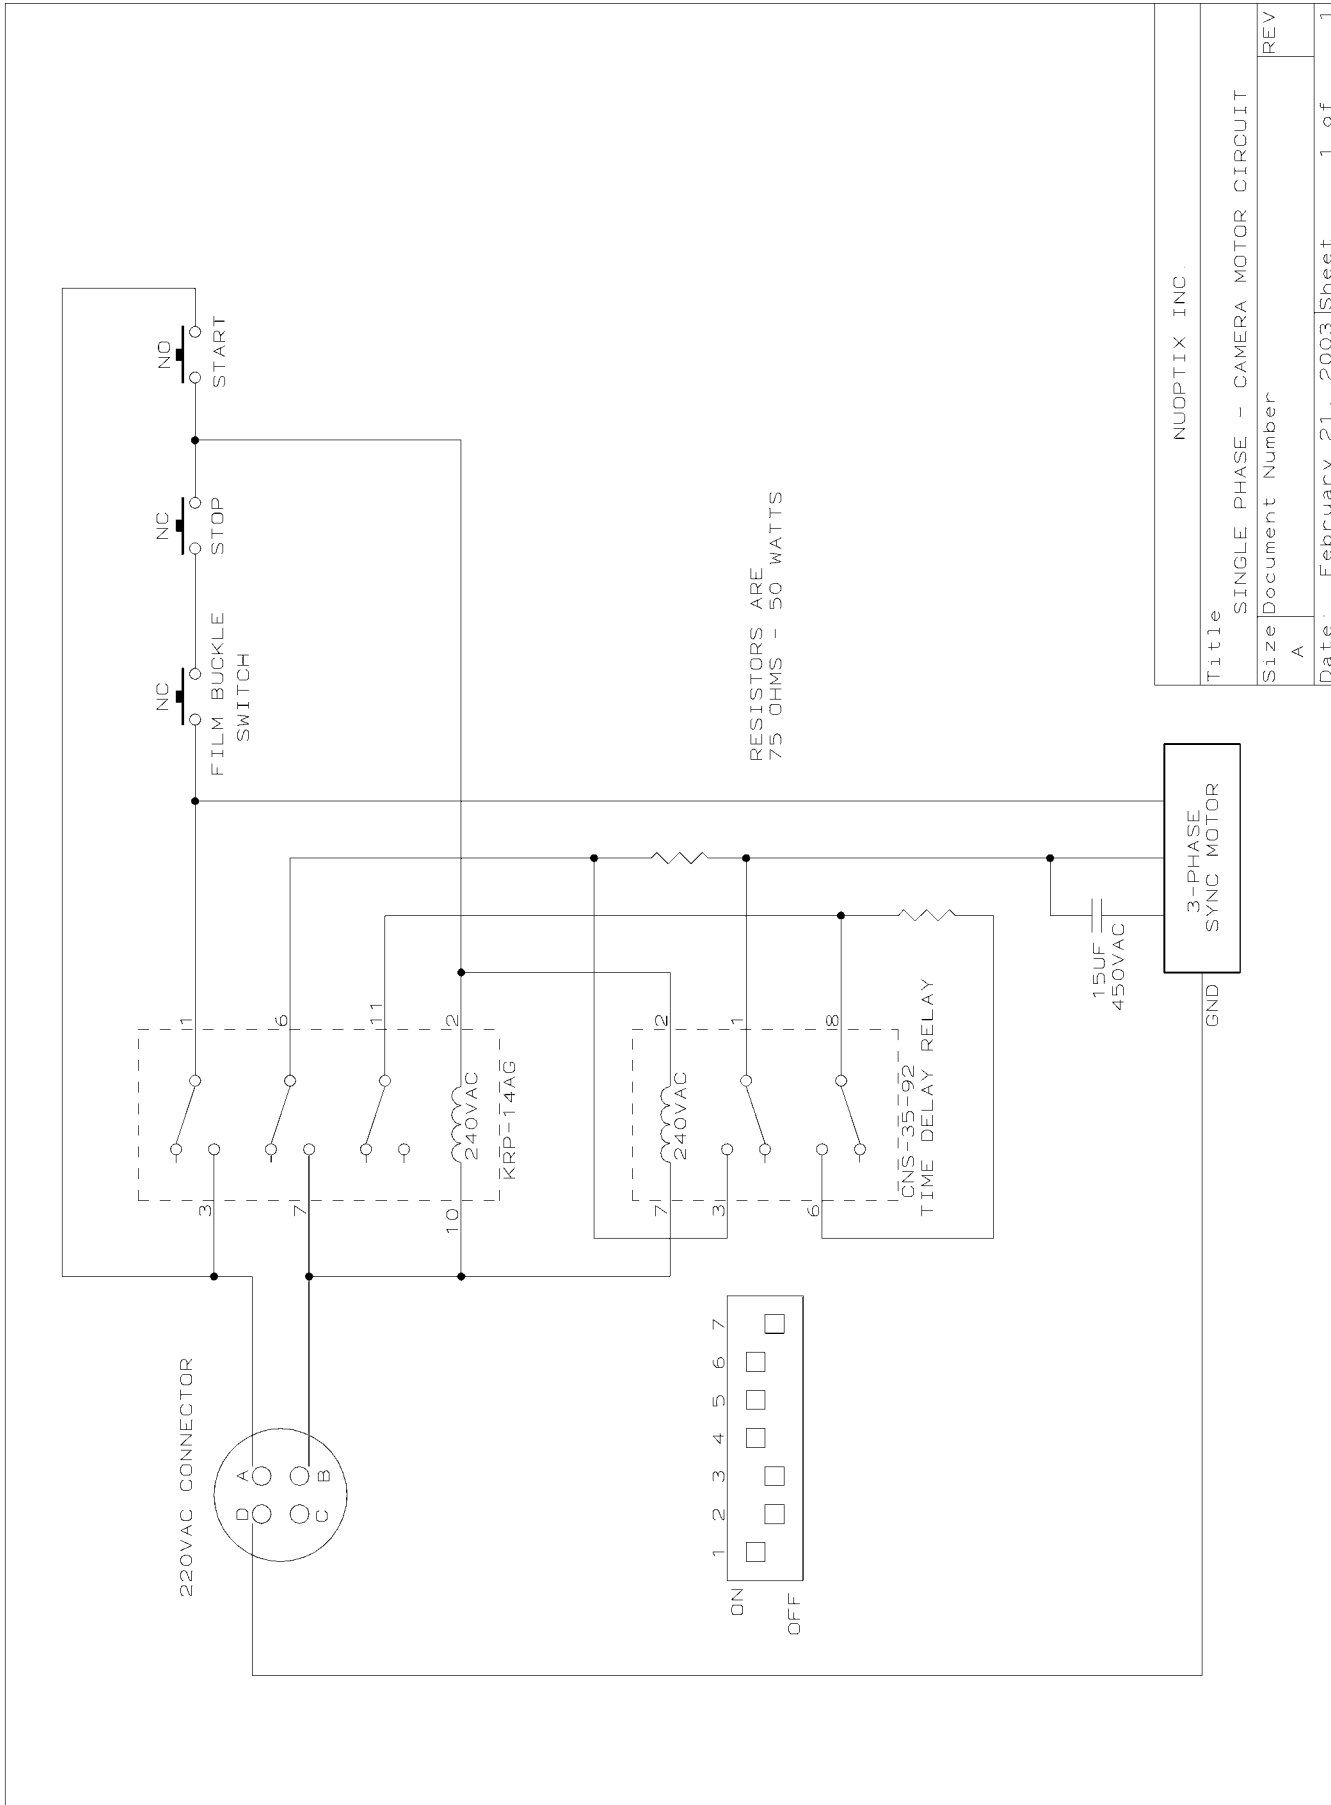 220VAC CONNECTOR
D
A
C
B
3
7
10
1
6
11
2
240VAC
KRP-14AG
NC
FILM BUCKLE
SWITCH
NC
STOP
NO
START
7
3
6
2
1
8
240VAC
CNS-35-92
TIME DELAY RELAY
RESISTORS ARE
75 OHMS - 50 WATTS
1 2 3 4 5 6 7
ON
OFF
15UF
450VAC
GND
3-PHASE
SYNC MOTOR
NUOPTIX INC.
Title
SINGLE PHASE - CAMERA MOTOR CIRCUIT
Size Document Number REV
A
Date: February 21, 2003 Sheet 1 of 1